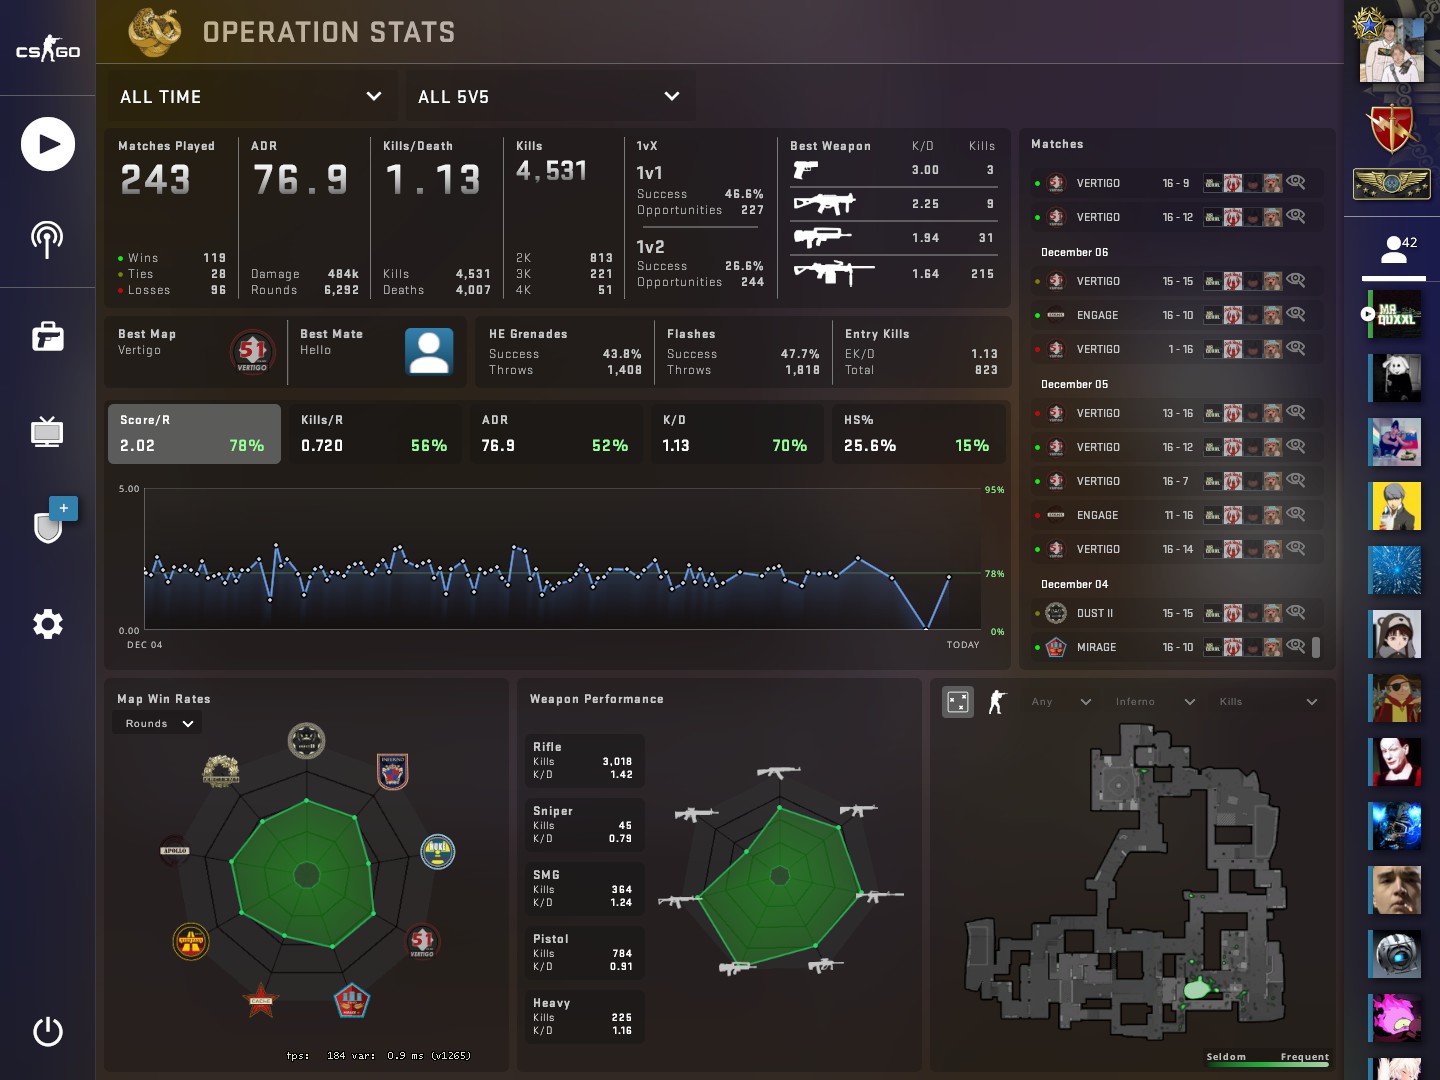 CS GO
OPERATION STATS
ALL TIME
ALL 5V5
Matches Played
243
Wins 119
Ties 28
Losses 96
ADR
76.9
Damage 484k
Rounds 6,292
Kills/Death
1.13
Kills 4,531
Deaths 4,007
Kills
4,531
2K 813
3K 221
4K 51
1vX
1v1
Success 46.6%
Opportunities 227
1v2
Success 26.6%
Opportunities 244
Best Weapon K/D Kills
3.00 3
2.25 9
1.94 31
1.64 215
Best Map
Vertigo
51
VERTIGO
Best Mate
Hello
HE Grenades
Success 43.8%
Throws 1,408
Flashes
Success 47.7%
Throws 1,818
Entry Kills
EK/D 1.13
Total 823
Score/R
2.02 78%
Kills/R
0.720 56%
ADR
76.9 52%
K/D
1.13 70%
HS%
25.6% 15%
5.00
0.00
DEC 04
TODAY
95%
78%
0%
Matches
VERTIGO 16 - 9
VERTIGO 16 - 12
December 06
VERTIGO 15 - 15
ENGAGE 16 - 10
VERTIGO 1 - 16
December 05
VERTIGO 13 - 16
VERTIGO 16 - 12
VERTIGO 16 - 7
ENGAGE 11 - 16
VERTIGO 16 - 14
December 04
DUST II 15 - 15
MIRAGE 16 - 10
Map Win Rates
Rounds
INFERNO
NUKE
51
VERTIGO
MIRAGE
CACHE
APOLLO
fps: 184 var: 0.9 ms (v1265)
Weapon Performance
Rifle
Kills 3,018
K/D 1.42
Sniper
Kills 45
K/D 0.79
SMG
Kills 364
K/D 1.24
Pistol
Kills 784
K/D 0.91
Heavy
Kills 225
K/D 1.16
Any
Inferno
Kills
Seldom
Frequent
42
MR
QUXXL
+